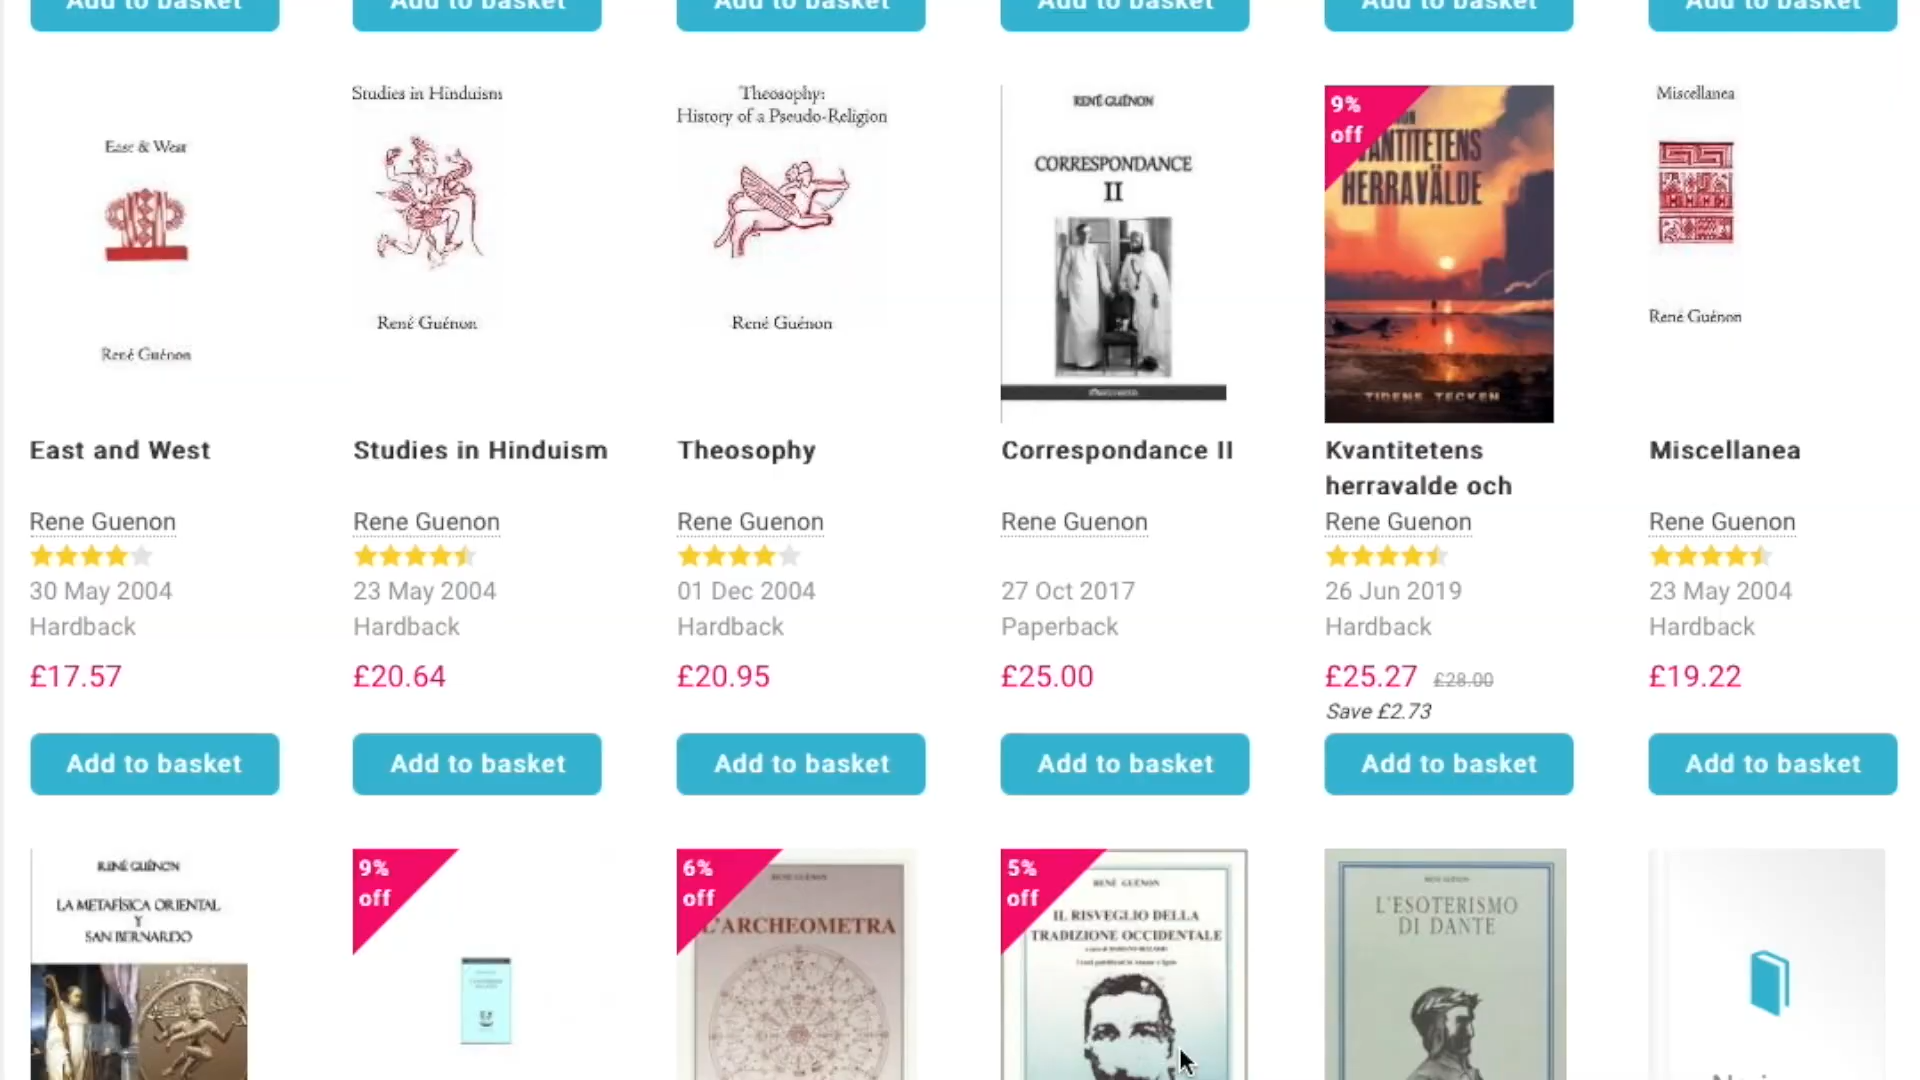 Add to basket
Add to basket
Add to basket
Add to basket
Add to basket
Add to basket
East & West
René Guénon
Studies in Hinduism
René Guénon
Theosophy:
History of a Pseudo-Religion
René Guénon
RENÉ GUÉNON
CORRESPONDANCE
II
9%
off
KVANTITETENS
HERRAVÄLDE
TIDENS TECKEN
Miscellanea
René Guénon
East and West
Studies in Hinduism
Theosophy
Correspondance II
Kvantitetens
herravalde och
Miscellanea
Rene Guenon
Rene Guenon
Rene Guenon
Rene Guenon
Rene Guenon
Rene Guenon
30 May 2004
23 May 2004
01 Dec 2004
27 Oct 2017
26 Jun 2019
23 May 2004
Hardback
Hardback
Hardback
Paperback
Hardback
Hardback
£17.57
£20.64
£20.95
£25.00
£25.27 £28.00
£19.22
Save £2.73
Add to basket
Add to basket
Add to basket
Add to basket
Add to basket
Add to basket
RENÉ GUÉNON
LA METAFÍSICA ORIENTAL
Y
SAN BERNARDO
9%
off
6%
off
RENÉ GUÉNON
L'ARCHEOMETRA
5%
off
RENÉ GUÉNON
IL RISVEGLIO DELLA
TRADIZIONE OCCIDENTALE
RENÉ GUÉNON
L'ESOTERISMO
DI DANTE